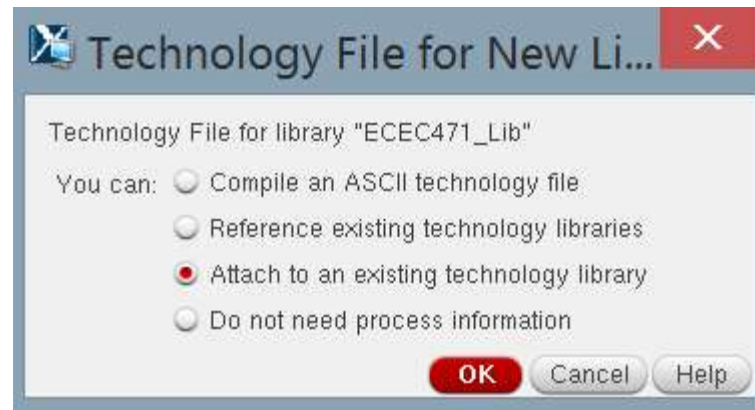 Technology File for New Li...
Technology File for library "ECEC471_Lib"
You can: Compile an ASCII technology file
Reference existing technology libraries
Attach to an existing technology library
Do not need process information
OK Cancel Help